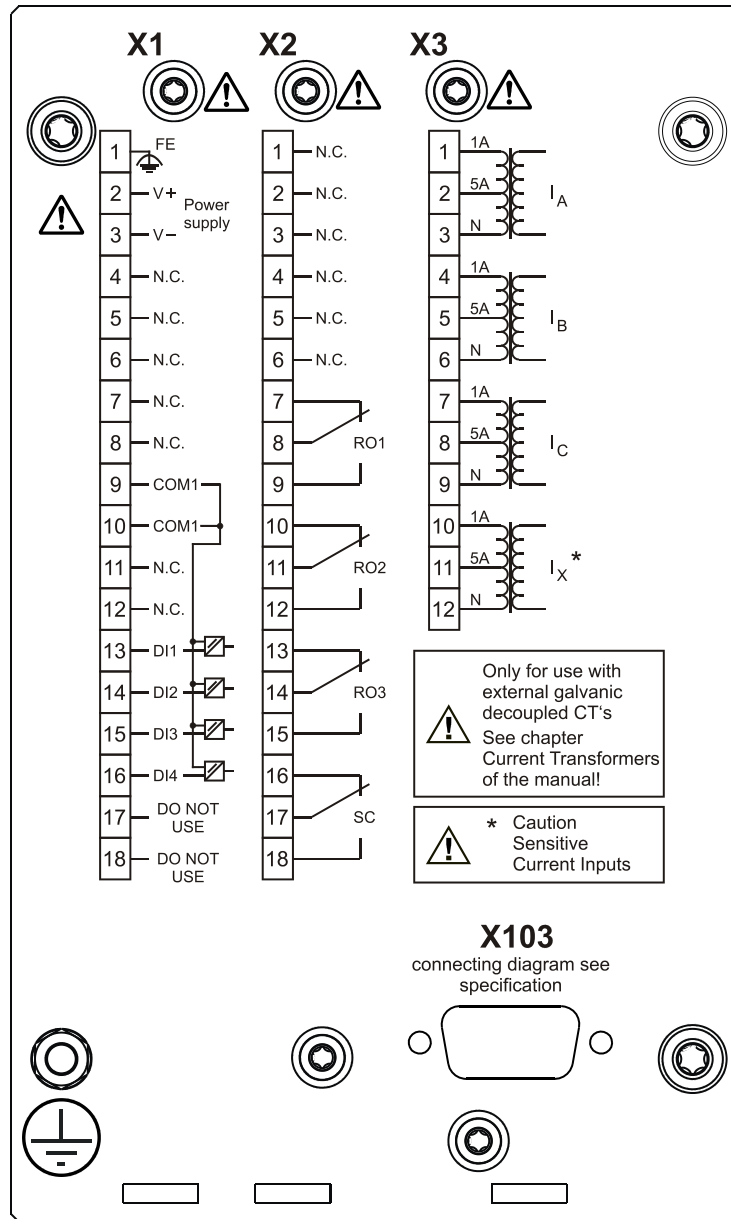 X1 X2 X3
1 FE
2 V+ Power
3 V− supply
4 N.C.
5 N.C.
6 N.C.
7 N.C.
8 N.C.
9 COM1
10 COM1
11 N.C.
12 N.C.
13 DI1
14 DI2
15 DI3
16 DI4
17 DO NOT
USE
18 DO NOT
USE
1 N.C.
2 N.C.
3 N.C.
4 N.C.
5 N.C.
6 N.C.
7
8 RO1
9
10
11 RO2
12
13
14 RO3
15
16
17 SC
18
1 1A
2 5A IA
3 N
4 1A
5 5A IB
6 N
7 1A
8 5A IC
9 N
10 1A
11 5A IX*
12 N
Only for use with
external galvanic
decoupled CT‘s
See chapter
Current Transformers
of the manual!
* Caution
Sensitive
Current Inputs
X103
connecting diagram see
specification